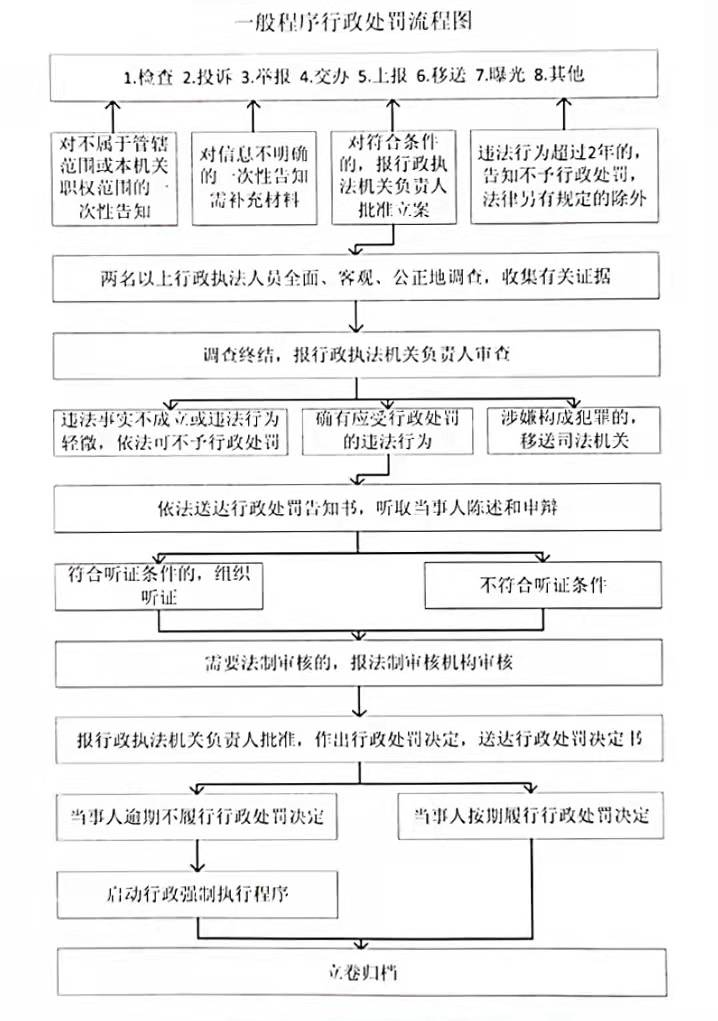 一般程序行政处罚流程图
1.检查 2.投诉 3.举报 4.交办 5.上报 6.移送 7.曝光 8.其他
对不属于管辖
范围或本机关
职权范围的一
次性告知
对信息不明确
的一次性告知
需补充材料
对符合条件
的，报行政执
法机关负责人
批准立案
违法行为超过2年的，
告知不予行政处罚，
法律另有规定的除外
两名以上行政执法人员全面、客观、公正地调查，收集有关证据
调查终结，报行政执法机关负责人审查
违法事实不成立或违法行为
轻微，依法可不予行政处罚
确有应受行政处罚
的违法行为
涉嫌构成犯罪的，
移送司法机关
依法送达行政处罚告知书，听取当事人陈述和申辩
符合听证条件的，组织
听证
不符合听证条件
需要法制审核的，报法制审核机构审核
报行政执法机关负责人批准，作出行政处罚决定，送达行政处罚决定书
当事人逾期不履行行政处罚决定
当事人按期履行行政处罚决定
启动行政强制执行程序
立卷归档